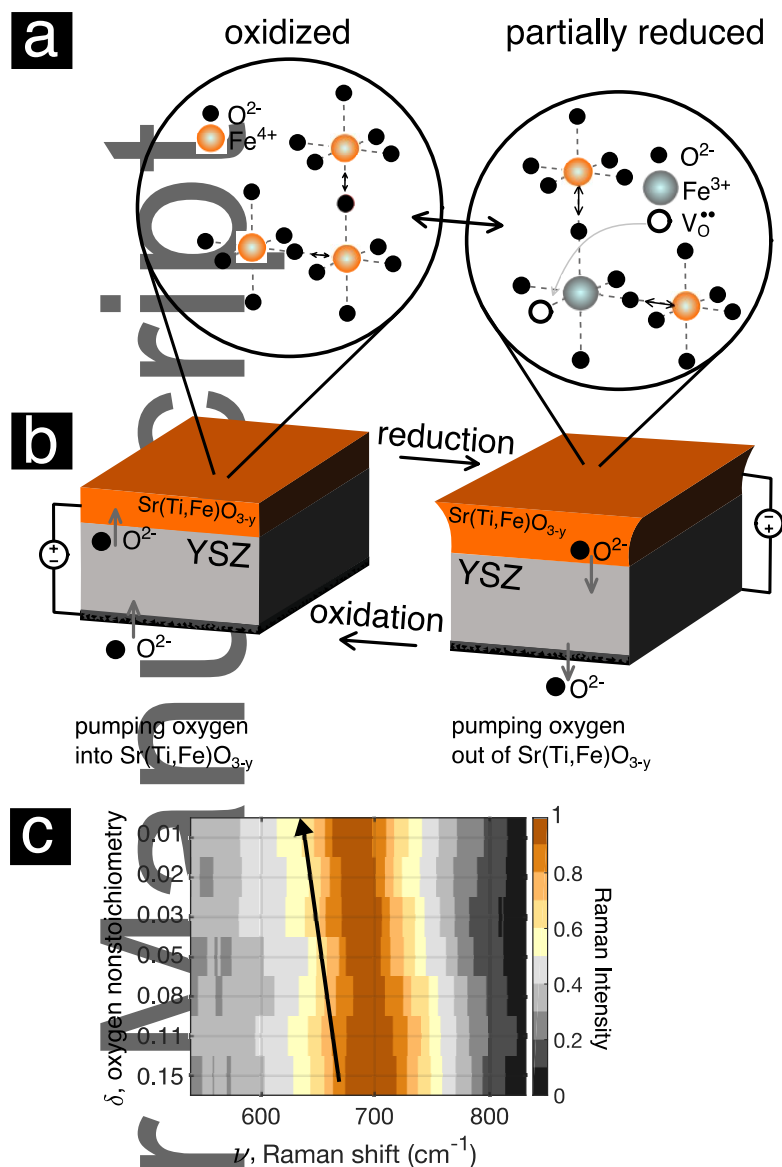 a
oxidized
partially reduced
O²⁻
Fe⁴⁺
O²⁻
Fe³⁺
V_O^••
b
reduction
Sr(Ti,Fe)O₃₋ᵧ
O²⁻
YSZ
O²⁻
Sr(Ti,Fe)O₃₋ᵧ
O²⁻
YSZ
oxidation
O²⁻
pumping oxygen
into Sr(Ti,Fe)O₃₋ᵧ
pumping oxygen
out of Sr(Ti,Fe)O₃₋ᵧ
c
δ, oxygen nonstoichiometry
0.01
0.02
0.03
0.05
0.08
0.11
0.15
600
700
800
ν, Raman shift (cm⁻¹)
1
0.8
0.6
0.4
0.2
0
Raman Intensity
r Manuscript